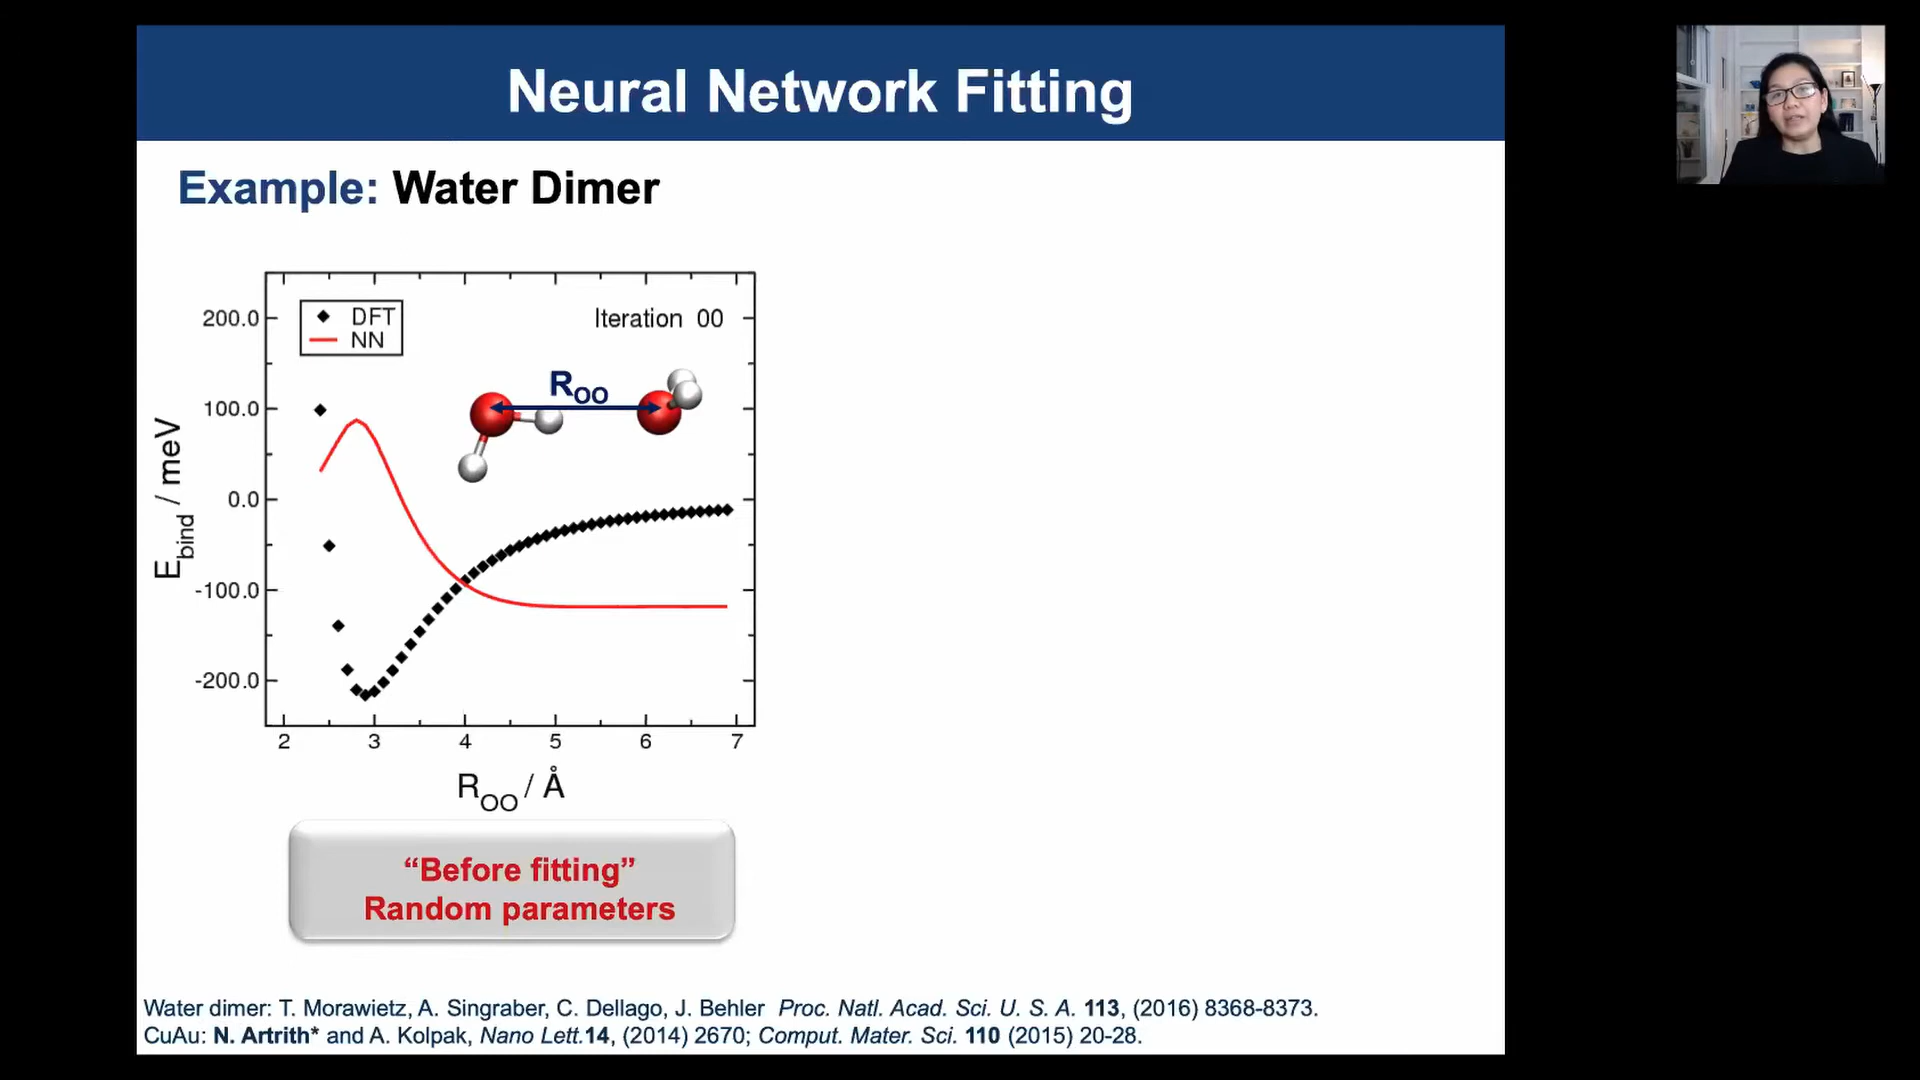 Neural Network Fitting
Example: Water Dimer
DFT
NN
Iteration 00
R_OO
200.0
100.0
0.0
-100.0
-200.0
E_bind / meV
2 3 4 5 6 7
R_OO / Å
“Before fitting”
Random parameters
Water dimer: T. Morawietz, A. Singraber, C. Dellago, J. Behler Proc. Natl. Acad. Sci. U. S. A. 113, (2016) 8368-8373.
CuAu: N. Artrith* and A. Kolpak, Nano Lett.14, (2014) 2670; Comput. Mater. Sci. 110 (2015) 20-28.